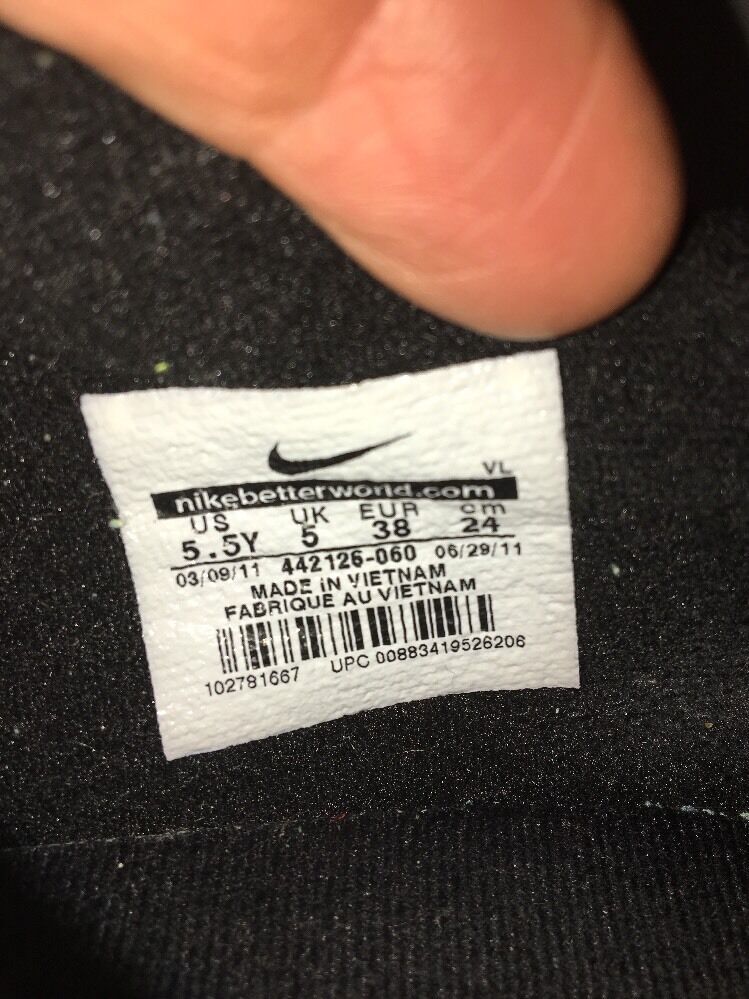 VL
nikebetterworld.com
US UK EUR cm
5.5Y 5 38 24
03/09/11 442126-060 06/29/11
MADE IN VIETNAM
FABRIQUE AU VIETNAM
102781667 UPC 00883419526206